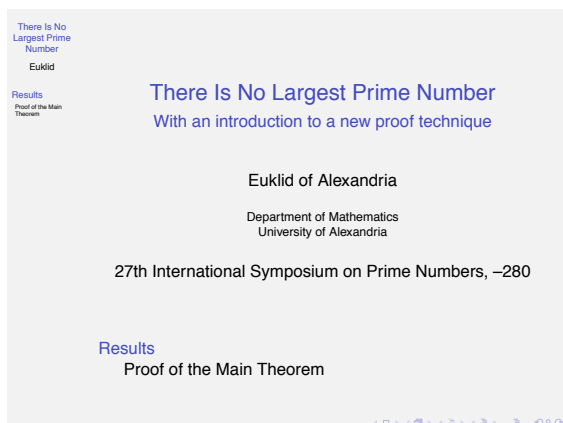 There Is No
Largest Prime
Number
Euklid
Results
Proof of the Main
Theorem
There Is No Largest Prime Number
With an introduction to a new proof technique
Euklid of Alexandria
Department of Mathematics
University of Alexandria
27th International Symposium on Prime Numbers, –280
Results
Proof of the Main Theorem